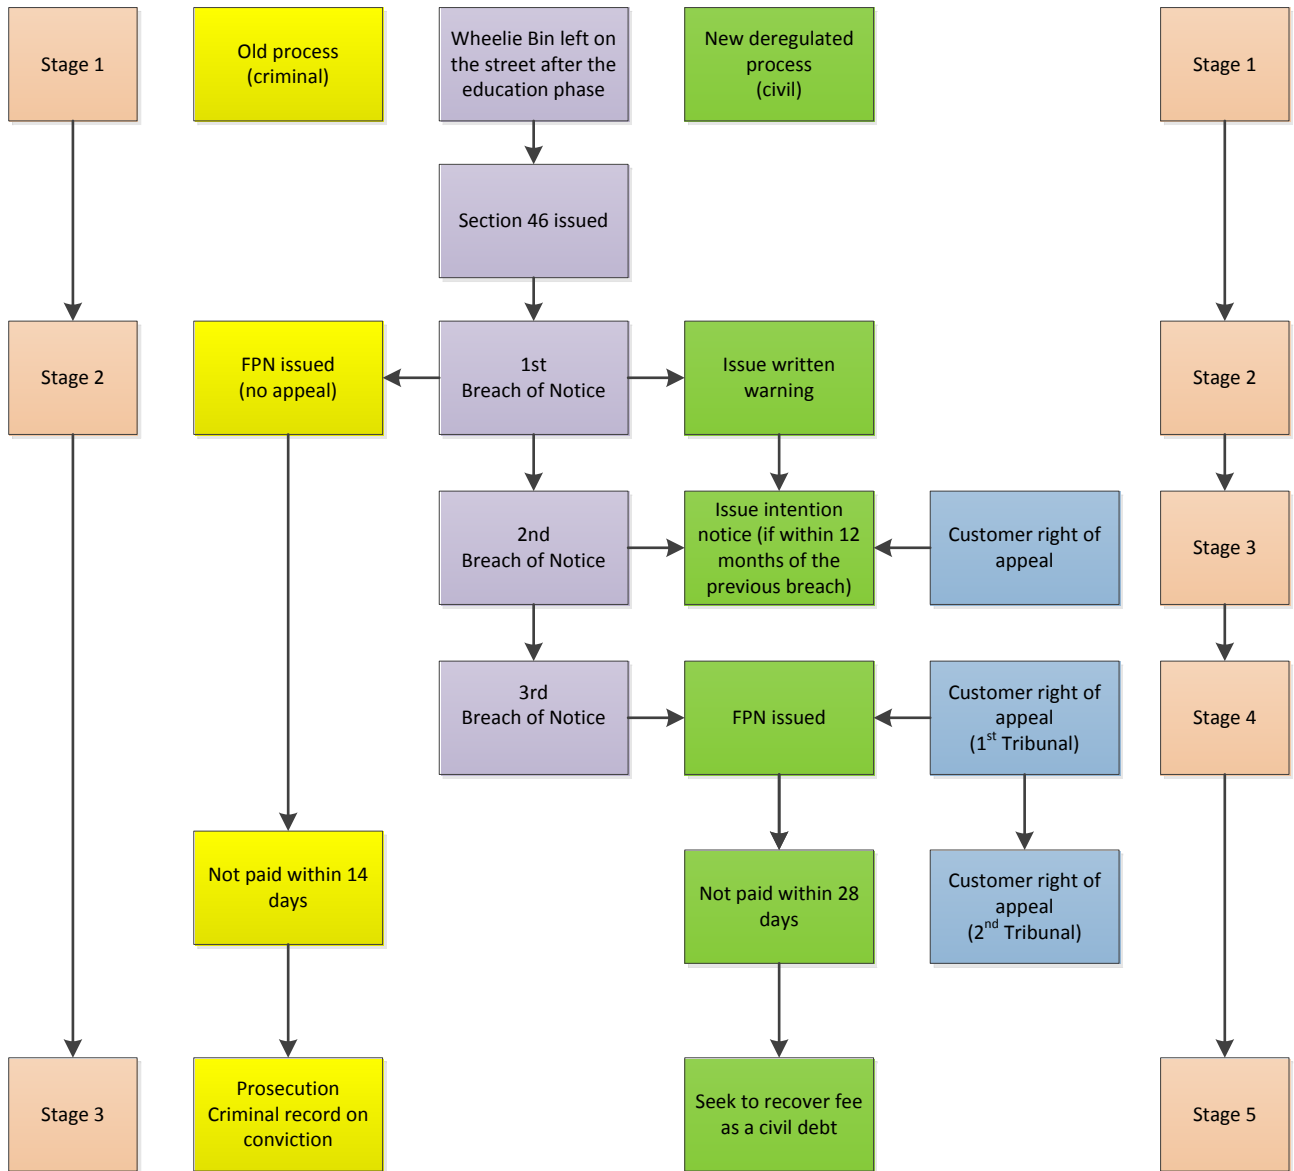 Stage 1
Old process
(criminal)
Wheelie Bin left on
the street after the
education phase
New deregulated
process
(civil)
Stage 1
Section 46 issued
Stage 2
FPN issued
(no appeal)
1st
Breach of Notice
Issue written
warning
Stage 2
2nd
Breach of Notice
Issue intention
notice (if within 12
months of the
previous breach)
Customer right of
appeal
Stage 3
3rd
Breach of Notice
FPN issued
Customer right of
appeal
(1st Tribunal)
Stage 4
Not paid within 14
days
Not paid within 28
days
Customer right of
appeal
(2nd Tribunal)
Stage 3
Prosecution
Criminal record on
conviction
Seek to recover fee
as a civil debt
Stage 5